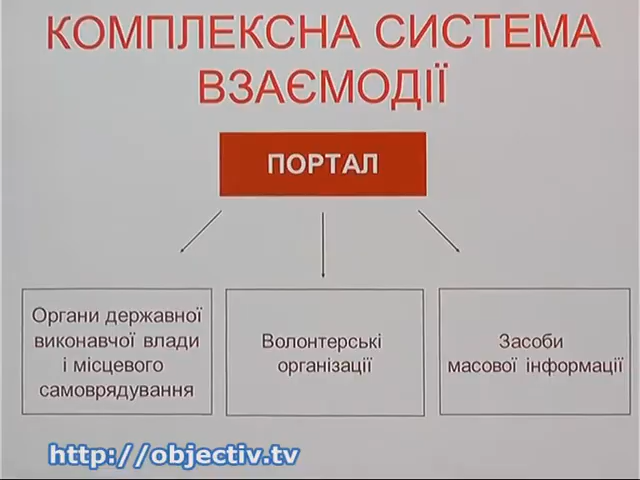 КОМПЛЕКСНА СИСТЕМА
ВЗАЄМОДІЇ
ПОРТАЛ
Органи державної
виконавчої влади
і місцевого
самоврядування
Волонтерські
організації
Засоби
масової інформації
http://objectiv.tv